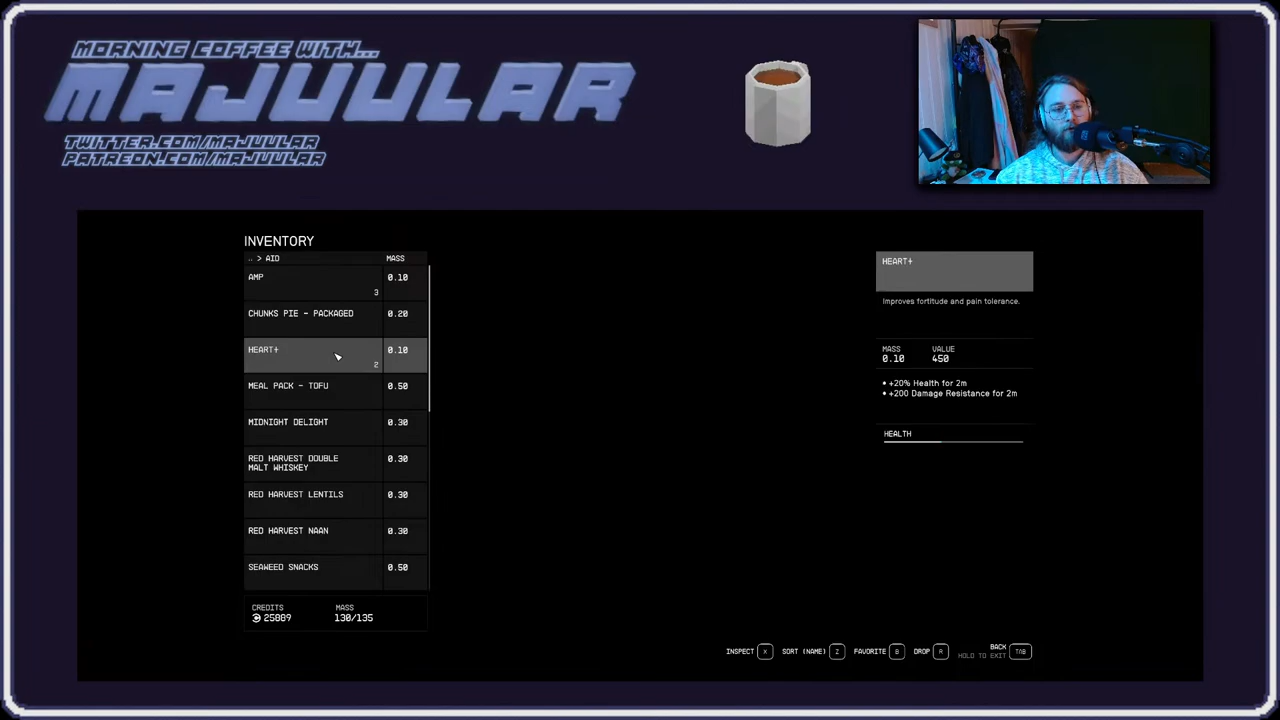 MORNING COFFEE WITH...
MAJUULAR
TWITTER.COM/MAJUULAR
PATREON.COM/MAJUULAR
INVENTORY
.. > AID MASS
AMP 0.10
3
CHUNKS PIE - PACKAGED 0.20
HEART+ 0.10
2
MEAL PACK - TOFU 0.50
MIDNIGHT DELIGHT 0.30
RED HARVEST DOUBLE
MALT WHISKEY 0.30
RED HARVEST LENTILS 0.30
RED HARVEST NAAN 0.30
SEAWEED SNACKS 0.50
CREDITS MASS
25889 130/135
HEART+
Improves fortitude and pain tolerance.
MASS VALUE
0.10 450
• +20% Health for 2m
• +200 Damage Resistance for 2m
HEALTH
INSPECT X SORT (NAME) Z FAVORITE B DROP R BACK TAB
HOLD TO EXIT